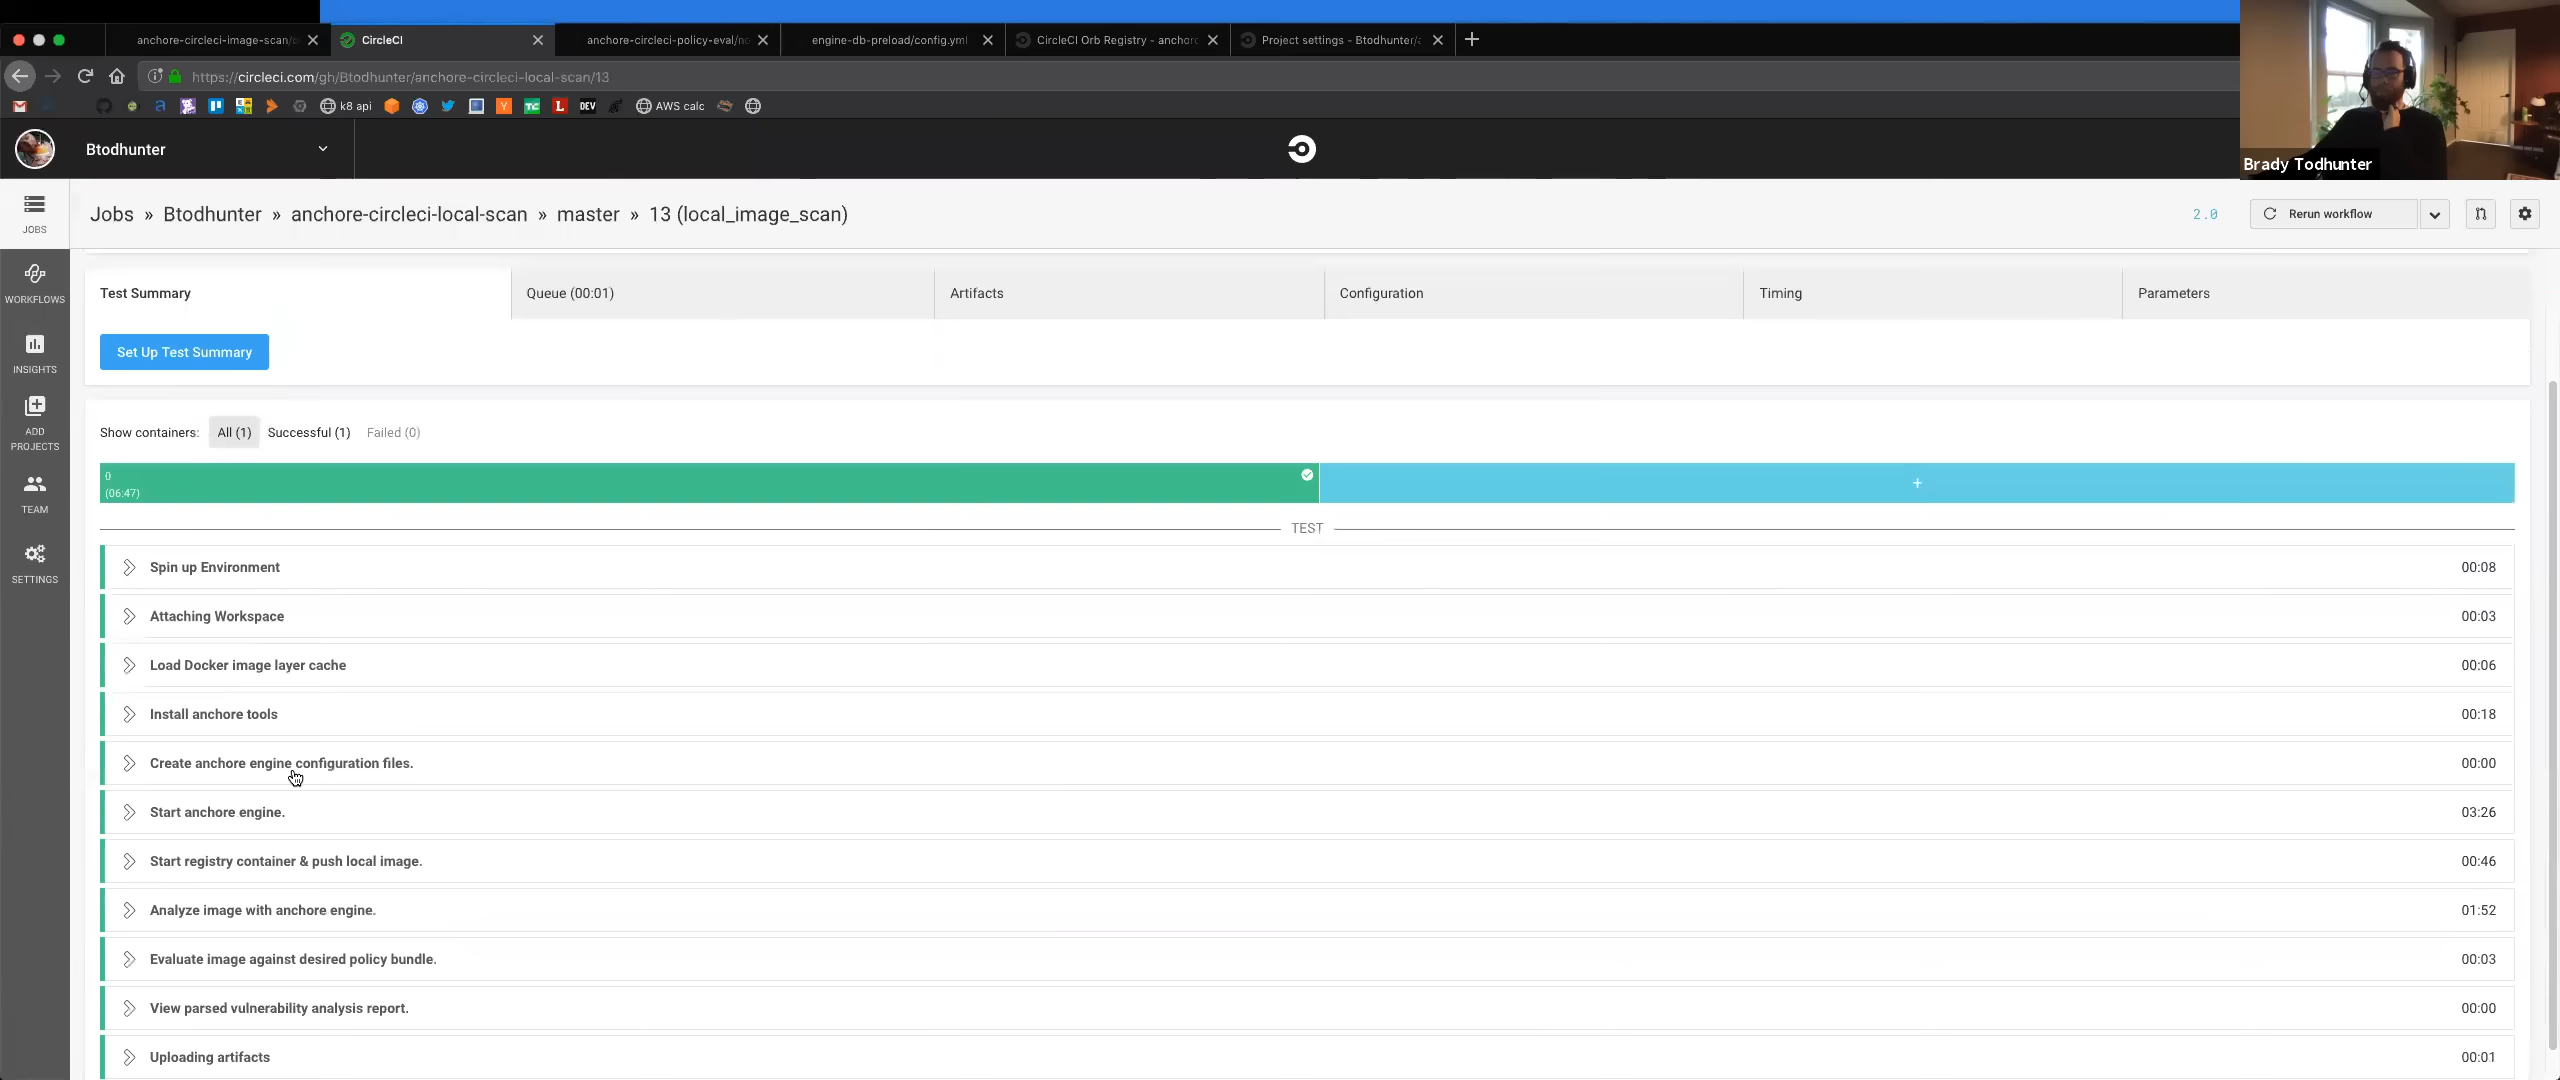 anchore-circleci-image-scan/
CircleCI
anchore-circleci-policy-eval/no
engine-db-preload/config.yml
CircleCI Orb Registry - anchor
Project settings - Btodhunter/
https://circleci.com/gh/Btodhunter/anchore-circleci-local-scan/13
k8 api
DEV
AWS calc
Btodhunter
Brady Todhunter
JOBS
Jobs » Btodhunter » anchore-circleci-local-scan » master » 13 (local_image_scan)
2.0
Rerun workflow
WORKFLOWS
INSIGHTS
ADD PROJECTS
TEAM
SETTINGS
Test Summary
Queue (00:01)
Artifacts
Configuration
Timing
Parameters
Set Up Test Summary
Show containers: All (1) Successful (1) Failed (0)
(06:47)
+
TEST
Spin up Environment 00:08
Attaching Workspace 00:03
Load Docker image layer cache 00:06
Install anchore tools 00:18
Create anchore engine configuration files. 00:00
Start anchore engine. 03:26
Start registry container & push local image. 00:46
Analyze image with anchore engine. 01:52
Evaluate image against desired policy bundle. 00:03
View parsed vulnerability analysis report. 00:00
Uploading artifacts 00:01